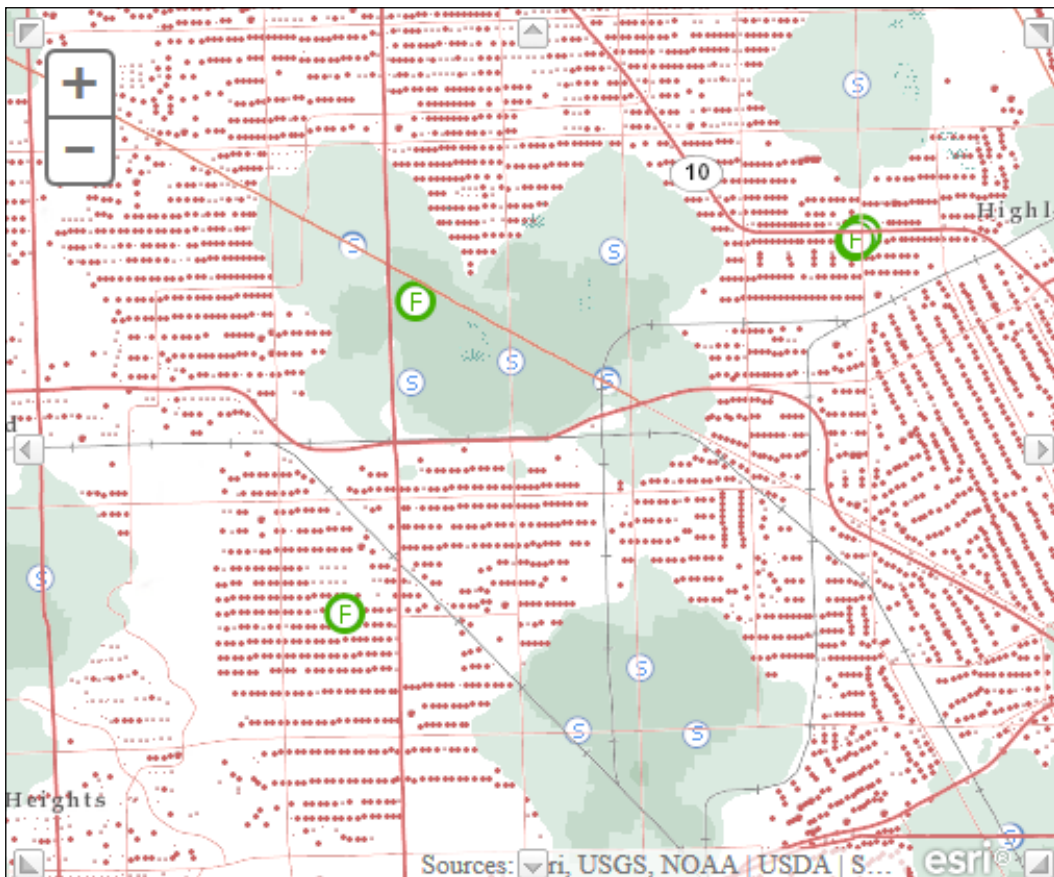 +
S
−
10
Highl
F
S
S
F
S
S
S
d
S
F
S
S
S
Heights
S
Sources: ri, USGS, NOAA | USDA | S...
esri